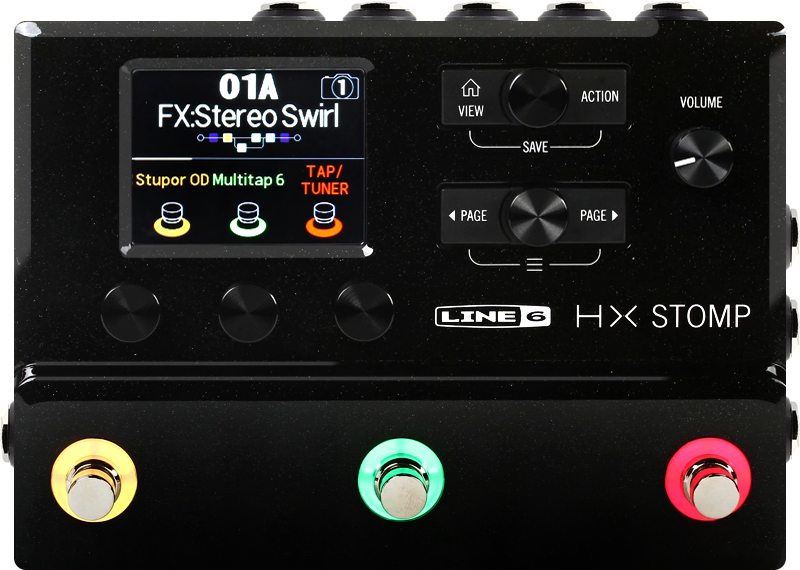 01A
1
FX:Stereo Swirl
Stupor OD Multitap 6 TAP/
TUNER
VIEW
ACTION
SAVE
VOLUME
PAGE
PAGE
LINE 6 HX STOMP